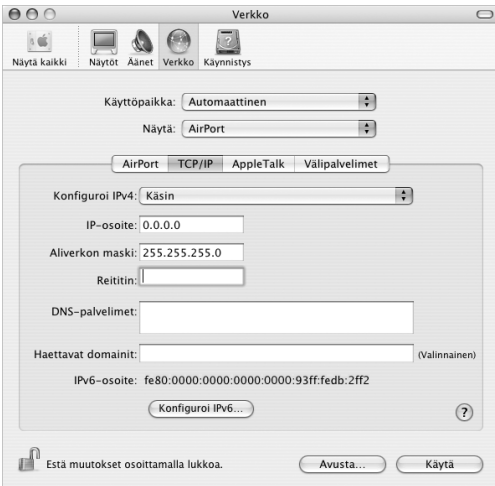 Verkko
Näytä kaikki Näytöt Äänet Verkko Käynnistys
Käyttöpaikka: Automaattinen
Näytä: AirPort
AirPort TCP/IP AppleTalk Välipalvelimet
Konfiguroi IPv4: Käsin
IP-osoite: 0.0.0.0
Aliverkon maski: 255.255.255.0
Reititin:
DNS-palvelimet:
Haettavat domainit: (Valinnainen)
IPv6-osoite: fe80:0000:0000:0000:0000:93ff:fedb:2ff2
Konfiguroi IPv6...
?
Estä muutokset osoittamalla lukkoa. Avusta... Käytä